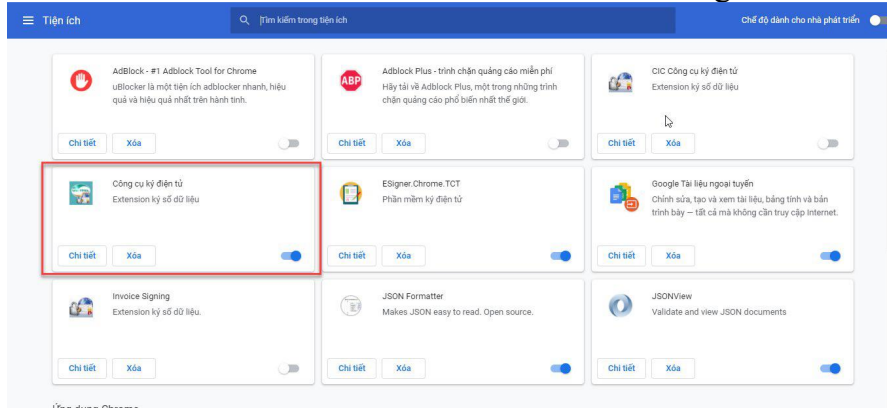 Tiện ích
Tìm kiếm trong tiện ích
Chế độ dành cho nhà phát triển
AdBlock - #1 Adblock Tool for Chrome
uBlocker là một tiện ích adblocker nhanh, hiệu
quả và hiệu quả nhất trên hành tinh.
Chi tiết
Xóa
ABP
Adblock Plus - trình chặn quảng cáo miễn phí
Hãy tải về Adblock Plus, một trong những trình
chặn quảng cáo phổ biến nhất thế giới.
Chi tiết
Xóa
CIC Công cụ ký điện tử
Extension ký số dữ liệu
Chi tiết
Xóa
Công cụ ký điện tử
Extension ký số dữ liệu
Chi tiết
Xóa
ESigner.Chrome.TCT
Phần mềm ký điện tử
Chi tiết
Xóa
Google Tài liệu ngoại tuyến
Chỉnh sửa, tạo và xem tài liệu, bảng tính và bản
trình bày — tất cả mà không cần truy cập Internet.
Chi tiết
Xóa
Invoice Signing
Extension ký số dữ liệu.
Chi tiết
Xóa
JSON Formatter
Makes JSON easy to read. Open source.
Chi tiết
Xóa
JSONView
Validate and view JSON documents
Chi tiết
Xóa
Ứng dụng Chrome